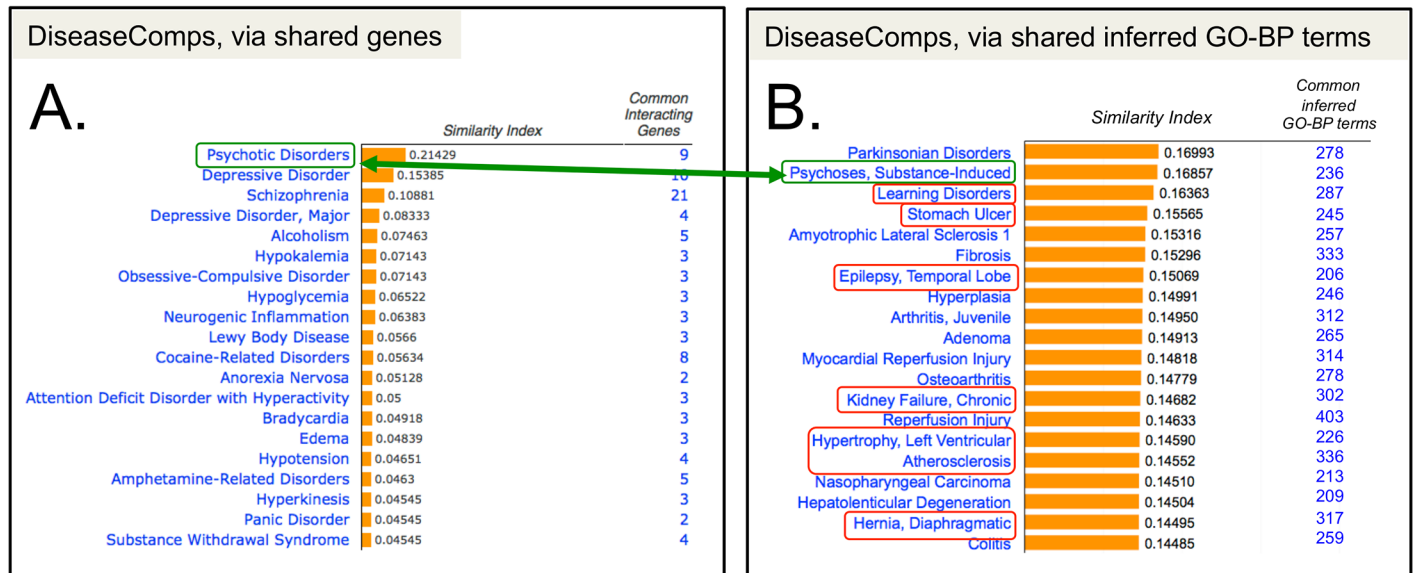 DiseaseComps, via shared genes
A.
Similarity Index
Common
Interacting
Genes
Psychotic Disorders 0.21429 9
Depressive Disorder 0.15385 10
Schizophrenia 0.10881 21
Depressive Disorder, Major 0.08333 4
Alcoholism 0.07463 5
Hypokalemia 0.07143 3
Obsessive-Compulsive Disorder 0.07143 3
Hypoglycemia 0.06522 3
Neurogenic Inflammation 0.06383 3
Lewy Body Disease 0.0566 3
Cocaine-Related Disorders 0.05634 8
Anorexia Nervosa 0.05128 2
Attention Deficit Disorder with Hyperactivity 0.05 3
Bradycardia 0.04918 3
Edema 0.04839 3
Hypotension 0.04651 4
Amphetamine-Related Disorders 0.0463 5
Hyperkinesis 0.04545 3
Panic Disorder 0.04545 2
Substance Withdrawal Syndrome 0.04545 4
DiseaseComps, via shared inferred GO-BP terms
B.
Similarity Index
Common
inferred
GO-BP terms
Parkinsonian Disorders 0.16993 278
Psychoses, Substance-Induced 0.16857 236
Learning Disorders 0.16363 287
Stomach Ulcer 0.15565 245
Amyotrophic Lateral Sclerosis 1 0.15316 257
Fibrosis 0.15296 333
Epilepsy, Temporal Lobe 0.15069 206
Hyperplasia 0.14991 246
Arthritis, Juvenile 0.14950 312
Adenoma 0.14913 265
Myocardial Reperfusion Injury 0.14818 314
Osteoarthritis 0.14779 278
Kidney Failure, Chronic 0.14682 302
Reperfusion Injury 0.14633 403
Hypertrophy, Left Ventricular 0.14590 226
Atherosclerosis 0.14552 336
Nasopharyngeal Carcinoma 0.14510 213
Hepatolenticular Degeneration 0.14504 209
Hernia, Diaphragmatic 0.14495 317
Colitis 0.14485 259